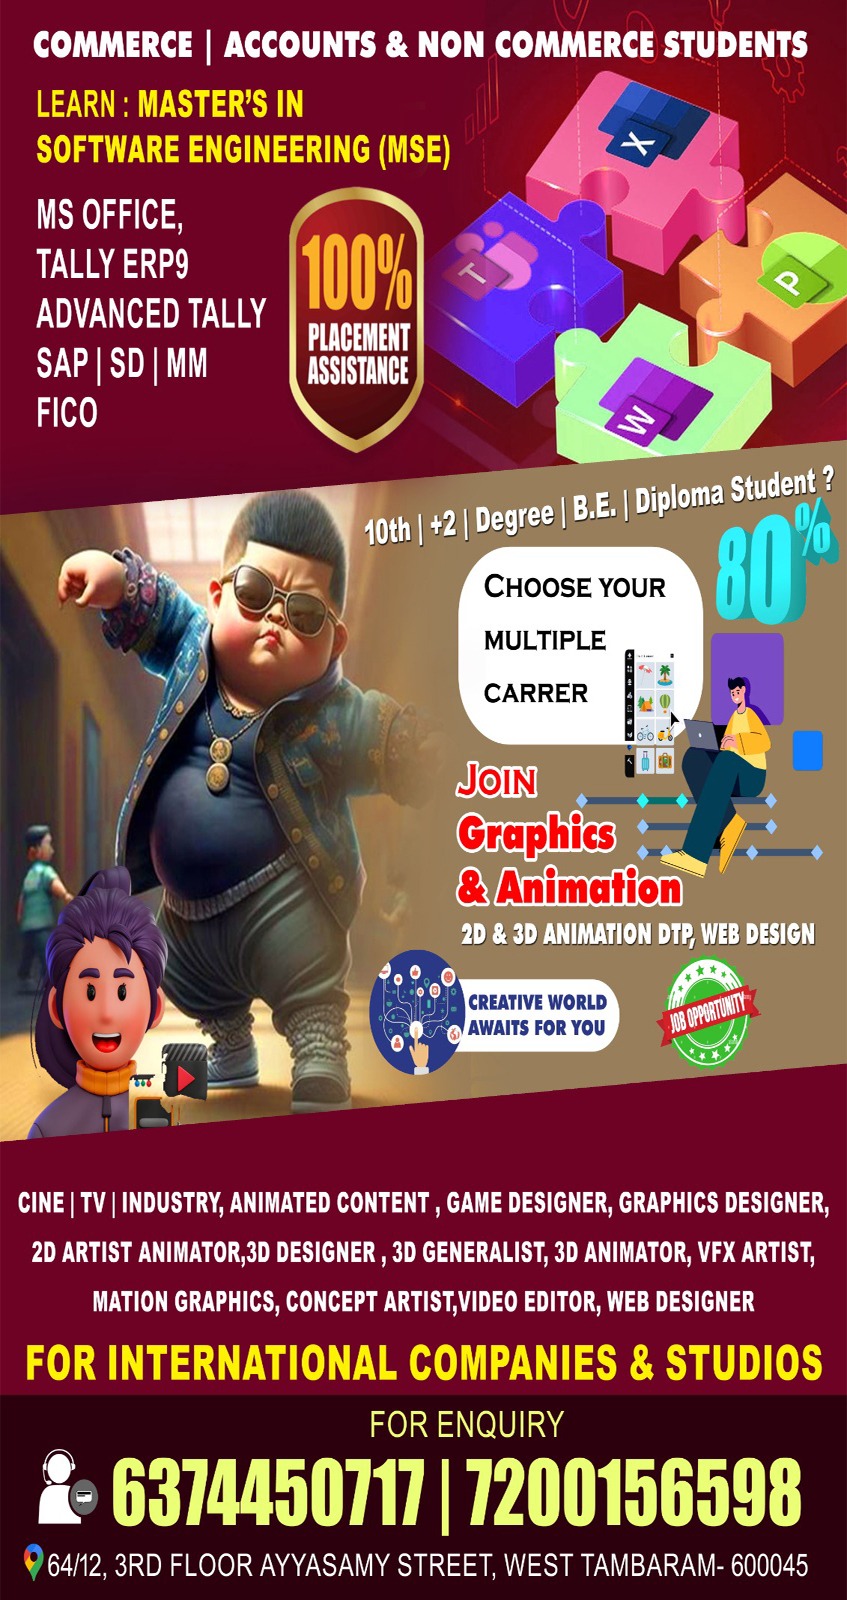 COMMERCE | ACCOUNTS & NON COMMERCE STUDENTS
LEARN : MASTER'S IN
SOFTWARE ENGINEERING (MSE)
MS OFFICE,
TALLY ERP9
ADVANCED TALLY
SAP | SD | MM
FICO
100%
PLACEMENT
ASSISTANCE
X
T
P
W
10th | +2 | Degree | B.E. | Diploma Student ?
80%
CHOOSE YOUR
MULTIPLE
CARRER
JOIN
Graphics
& Animation
2D & 3D ANIMATION DTP, WEB DESIGN
CREATIVE WORLD
AWAITS FOR YOU
JOB OPPORTUNITY
CINE | TV | INDUSTRY, ANIMATED CONTENT , GAME DESIGNER, GRAPHICS DESIGNER,
2D ARTIST ANIMATOR,3D DESIGNER , 3D GENERALIST, 3D ANIMATOR, VFX ARTIST,
MATION GRAPHICS, CONCEPT ARTIST,VIDEO EDITOR, WEB DESIGNER
FOR INTERNATIONAL COMPANIES & STUDIOS
FOR ENQUIRY
6374450717 | 7200156598
64/12, 3RD FLOOR AYYASAMY STREET, WEST TAMBARAM- 600045